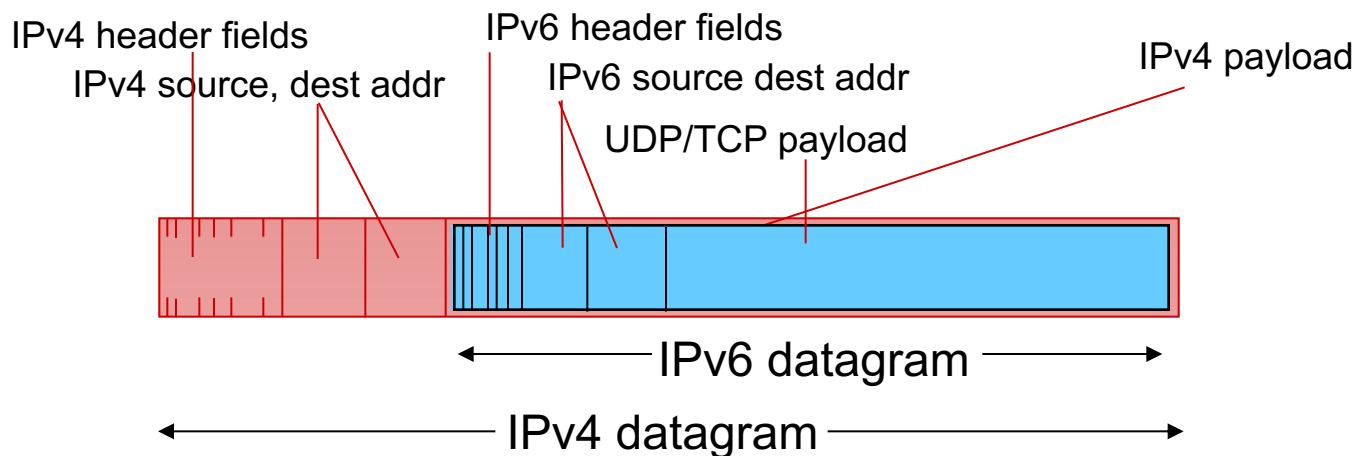 IPv4 header fields
IPv4 source, dest addr
IPv6 header fields
IPv6 source dest addr
UDP/TCP payload
IPv4 payload
IPv6 datagram
IPv4 datagram